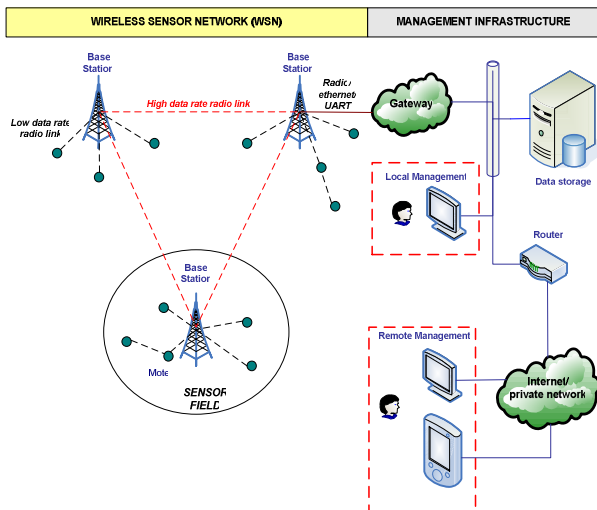 WIRELESS SENSOR NETWORK (WSN)
MANAGEMENT INFRASTRUCTURE
Base
Station
Base
Station
High data rate radio link
Radio/
ethernet/
UART
Gateway
Low data rate
radio link
Data storage
Local Management
Router
Base
Station
Mote
SENSOR
FIELD
Remote Management
Internet/
private network